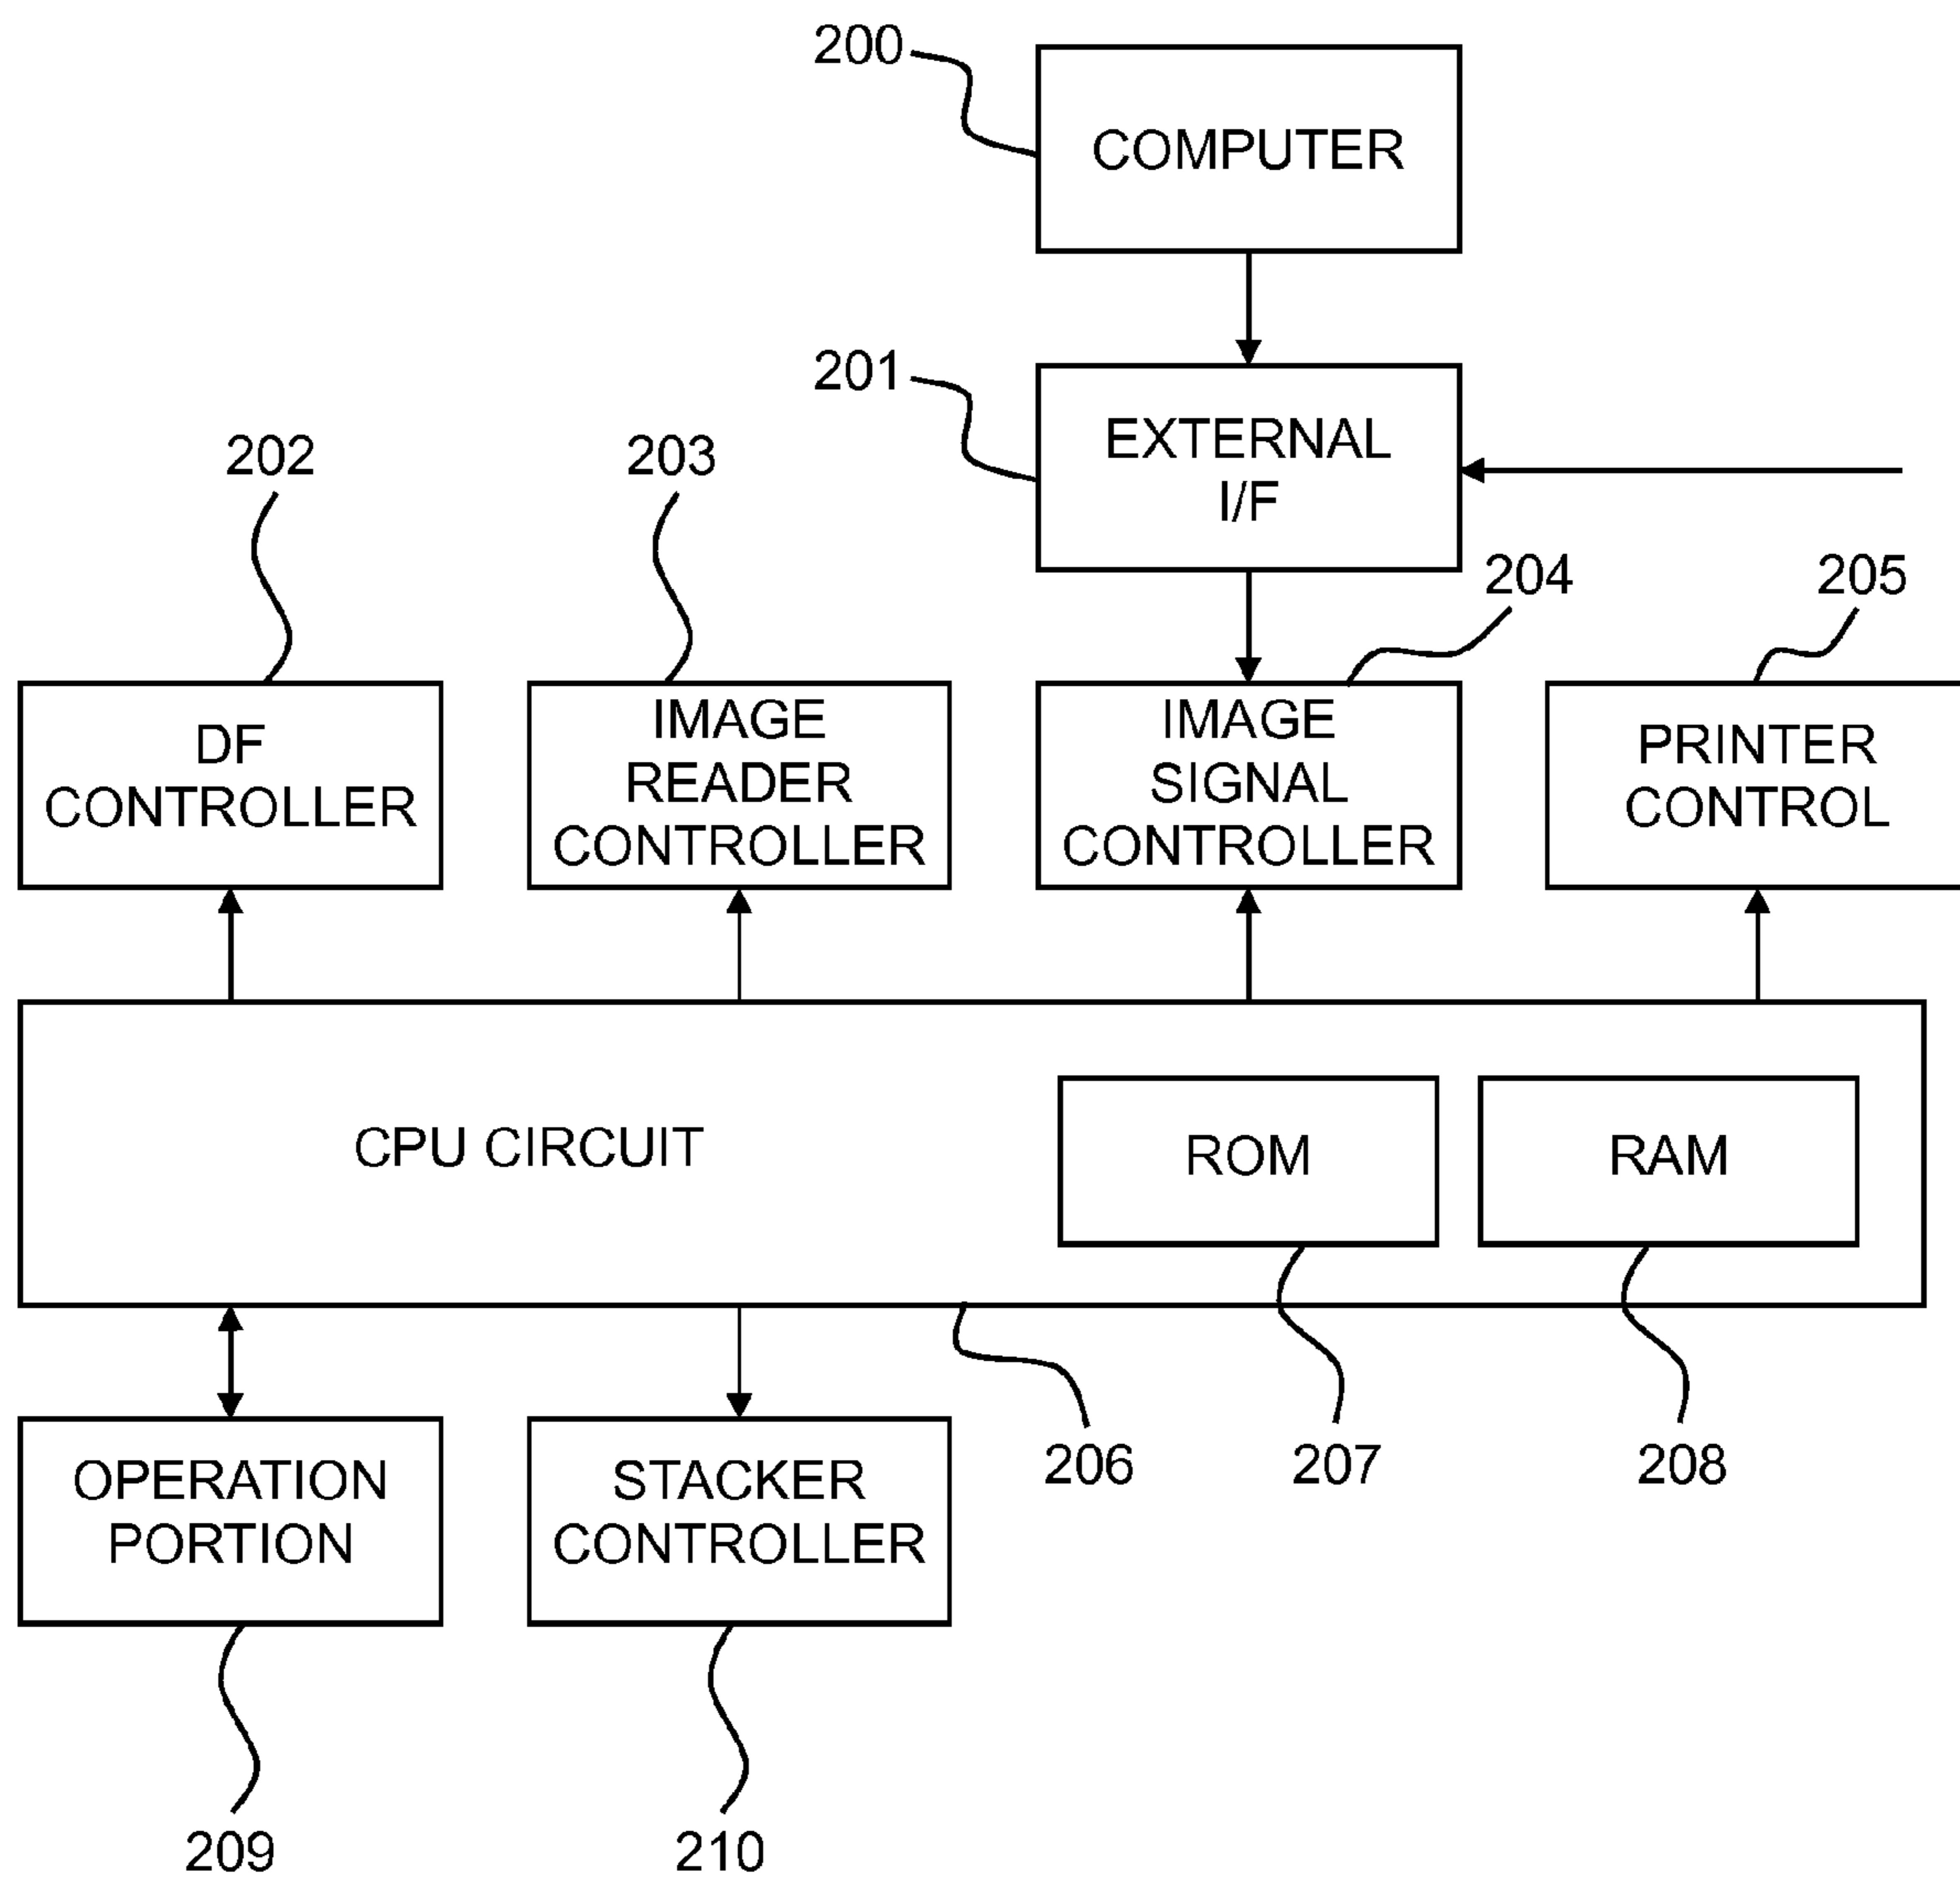 200
COMPUTER
201
EXTERNAL
I/F
202
203
204
205
DF
CONTROLLER
IMAGE
READER
CONTROLLER
IMAGE
SIGNAL
CONTROLLER
PRINTER
CONTROL
CPU CIRCUIT
ROM
RAM
OPERATION
PORTION
STACKER
CONTROLLER
206
207
208
209
210